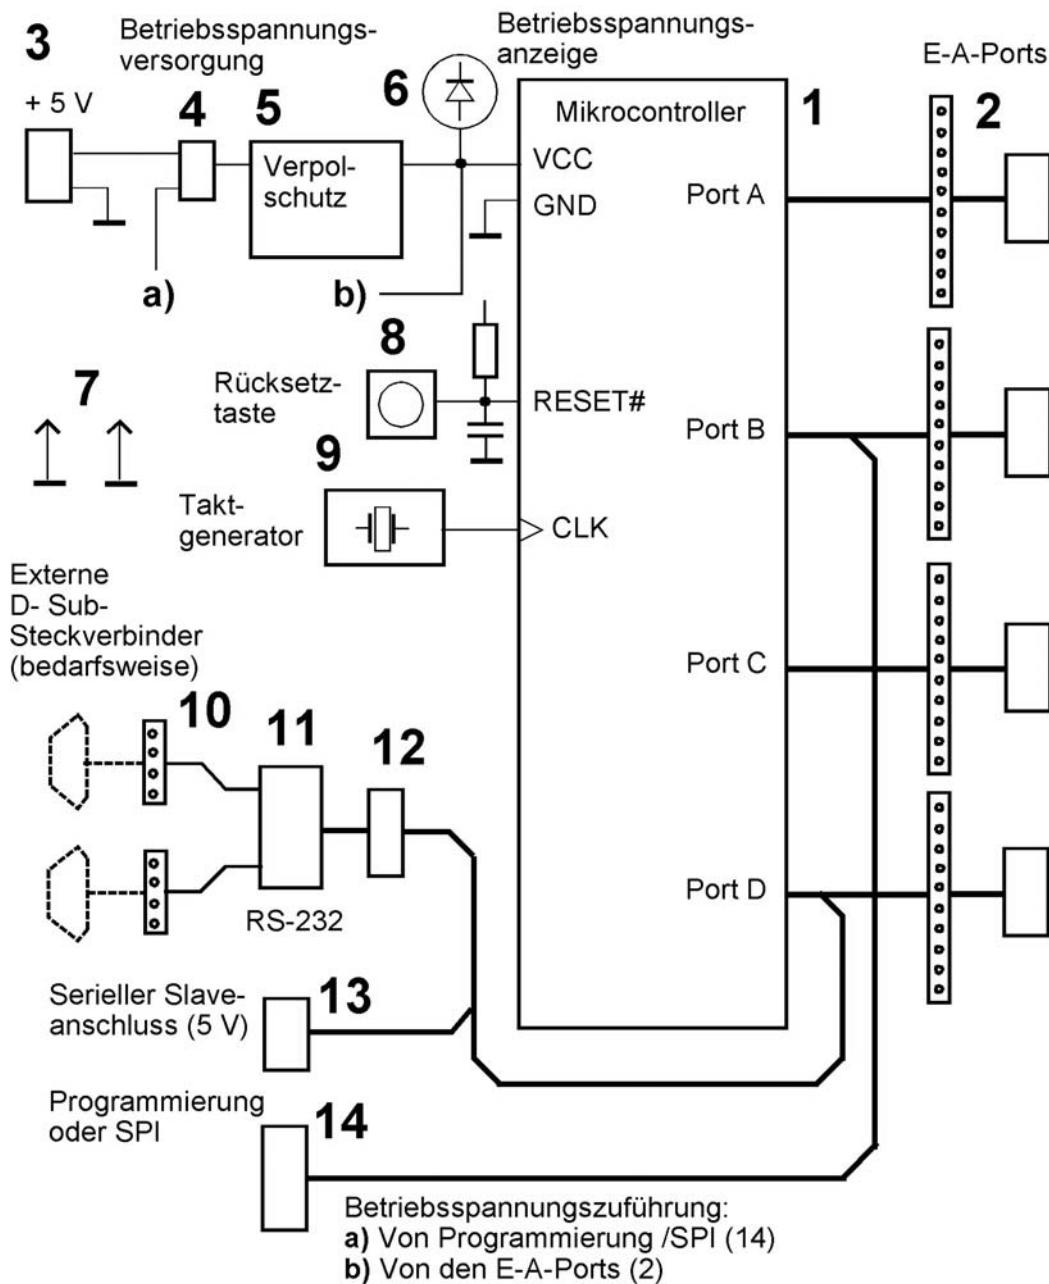 3
Betriebsspannungs-
versorgung
+ 5 V
4
5
6
Betriebsspannungs-
anzeige
E-A-Ports
Mikrocontroller
1
2
Verpol-
schutz
VCC
GND
Port A
a)
b)
8
7
Rücksetz-
taste
RESET#
Port B
9
Takt-
generator
CLK
Externe
D- Sub-
Steckverbinder
(bedarfsweise)
Port C
10
11
12
RS-232
Port D
Serieller Slave-
anschluss (5 V)
13
Programmierung
oder SPI
14
Betriebsspannungszuführung:
a) Von Programmierung /SPI (14)
b) Von den E-A-Ports (2)